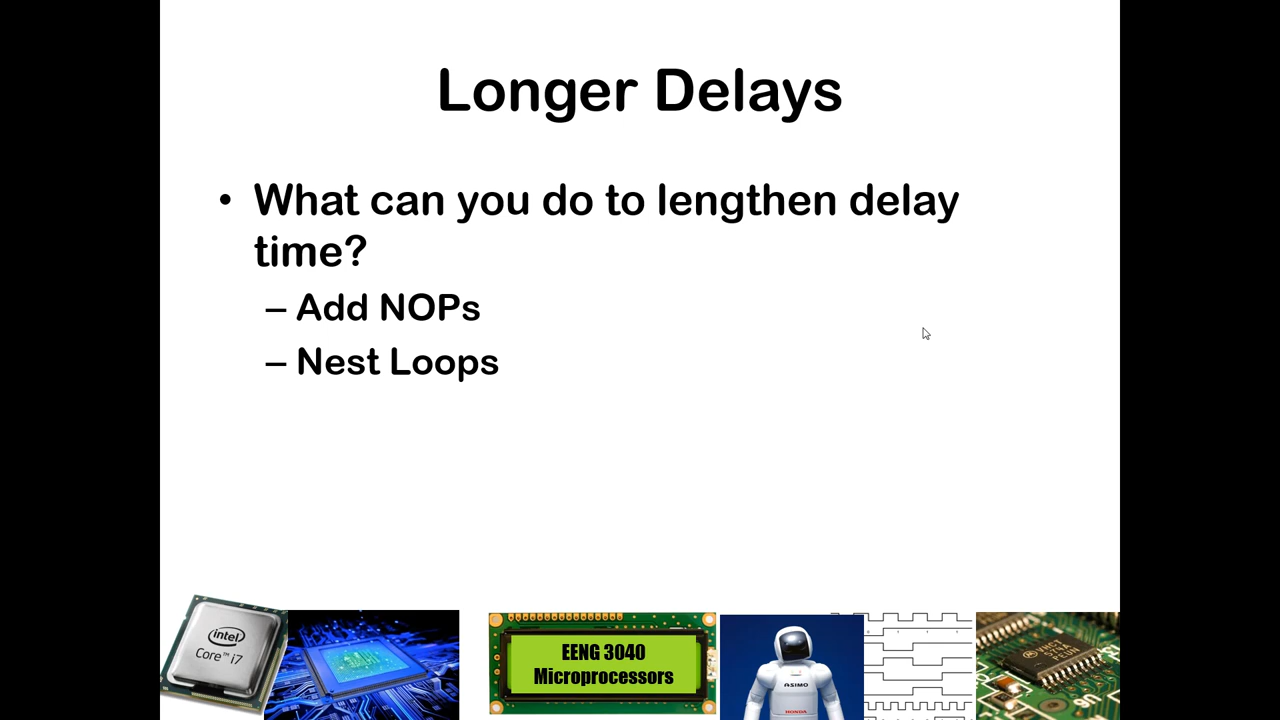 Longer Delays
• What can you do to lengthen delay
time?
– Add NOPs
– Nest Loops
intel
Core™ i7
EENG 3040
Microprocessors
ASIMO
HONDA